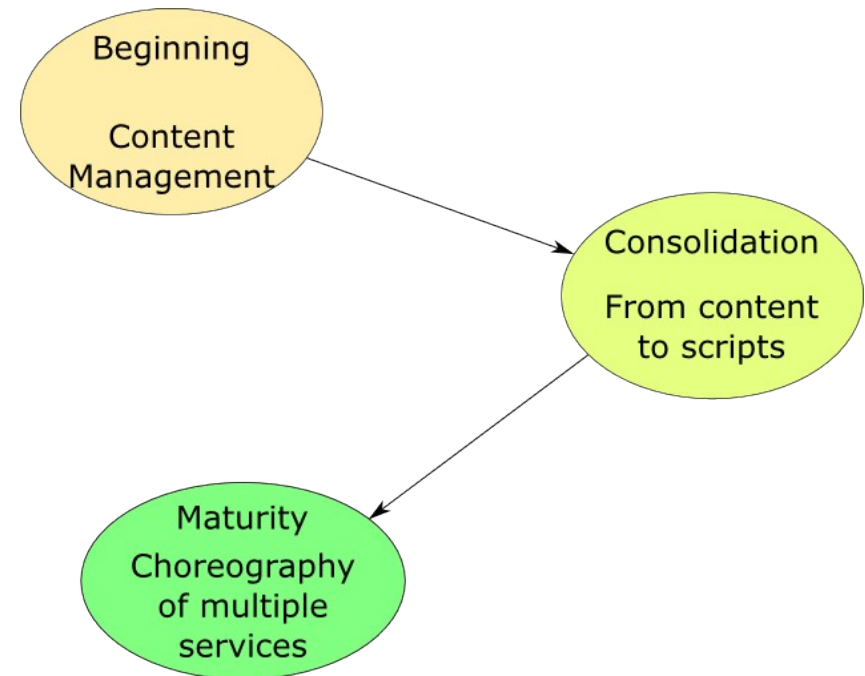 Beginning
Content
Management
Consolidation
From content
to scripts
Maturity
Choreography
of multiple
services